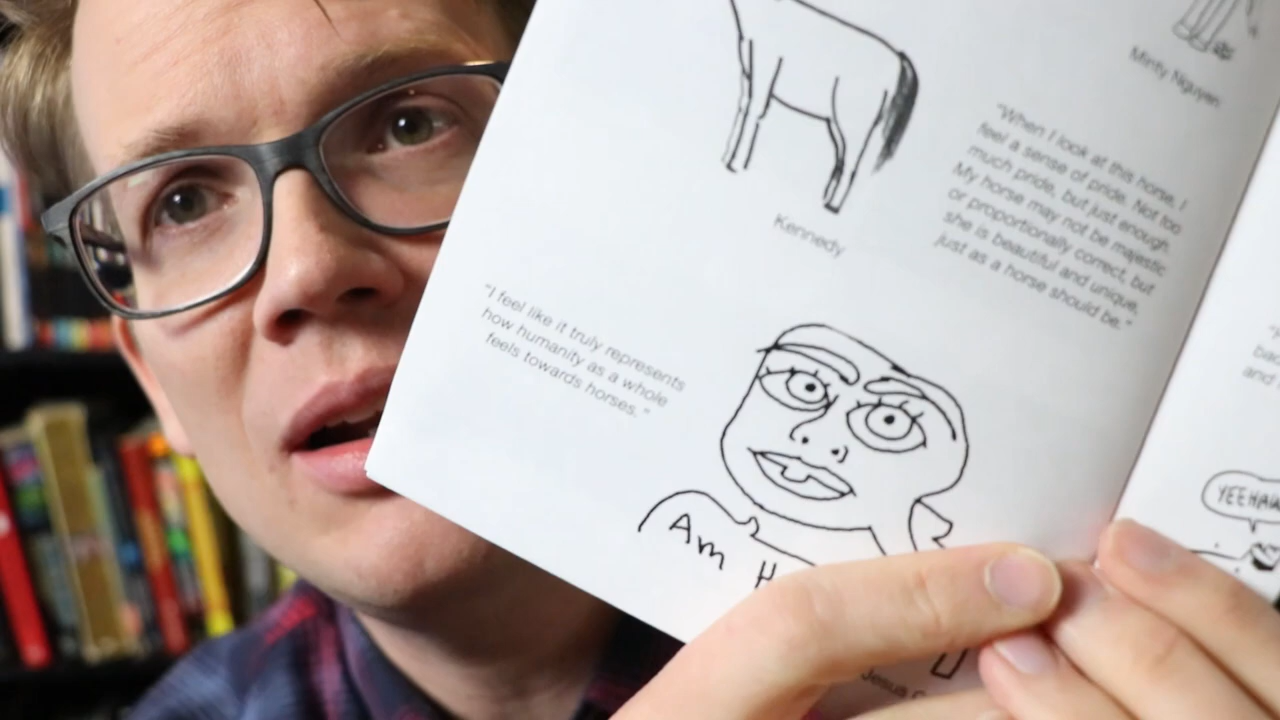 Minty Nguyen
"When I look at this horse, I
feel a sense of pride. Not too
much pride, but just enough.
My horse may not be majestic
or proportionally correct, but
she is beautiful and unique,
just as a horse should be."
Kennedy
"I feel like it truly represents
how humanity as a whole
feels towards horses."
Am H
Jesus
YEEHAW
and